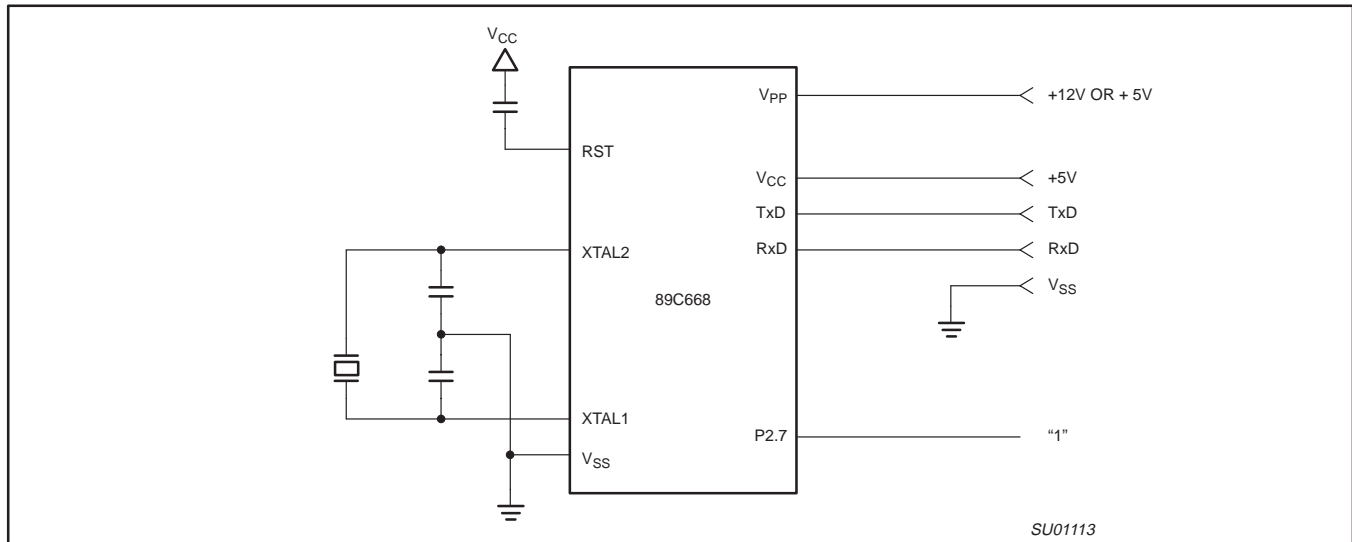 VCC
VPP
+12V OR + 5V
RST
VCC
+5V
TxD
TxD
XTAL2
RxD
RxD
VSS
89C668
XTAL1
P2.7
“1”
VSS
SU01113